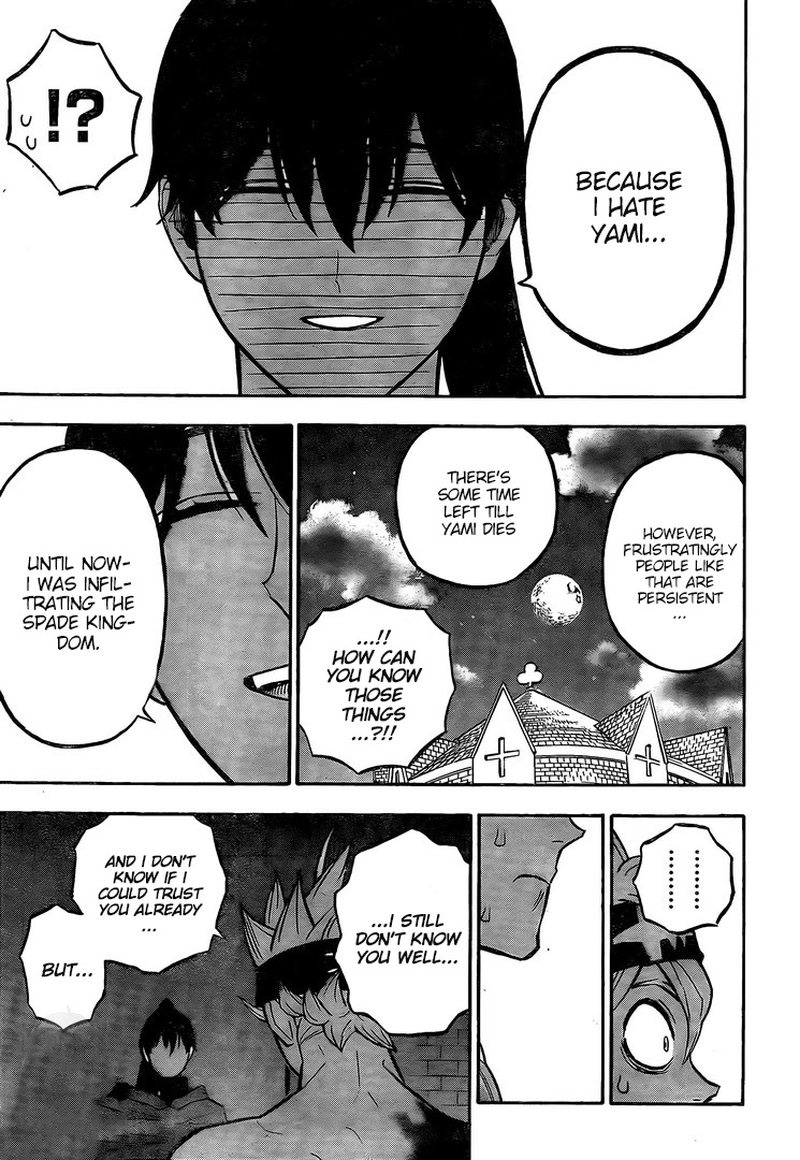 BECAUSE
I HATE
YAMI...
!?
HOWEVER,
FRUSTRATINGLY
PEOPLE LIKE
THAT ARE
PERSISTENT
...
THERE'S
SOME TIME
LEFT TILL
YAMI DIES
...!!
HOW CAN
YOU KNOW
THOSE
THINGS
...?!!
UNTIL NOW-
I WAS INFIL-
TRATING THE
SPADE KING-
DOM.
...I STILL
DON'T KNOW
YOU WELL...
AND I DON'T
KNOW IF I
COULD TRUST
YOU ALREADY
...
BUT...